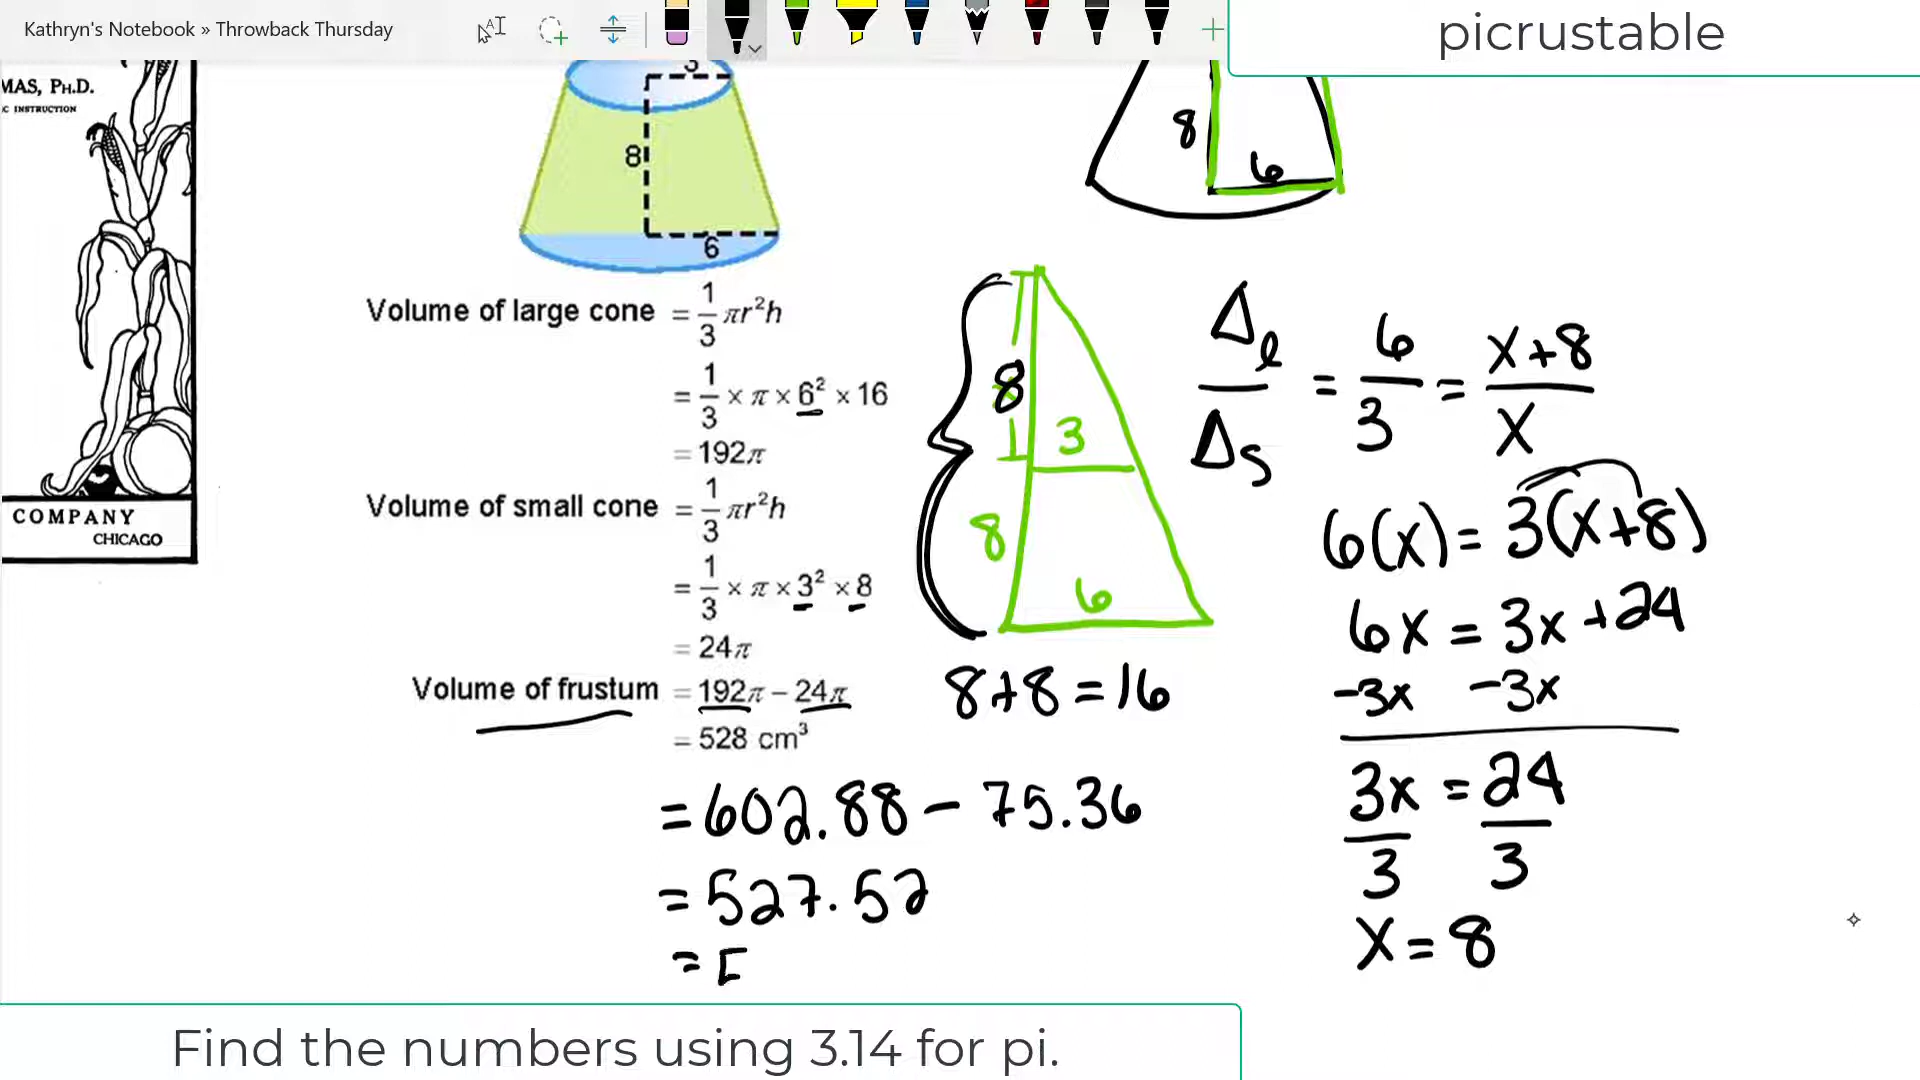 Kathryn's Notebook » Throwback Thursday
picrustable
MAS, PH.D.
C INSTRUCTION
COMPANY
CHICAGO
3
8
6
8
6
Volume of large cone = 1/3 πr²h
= 1/3 × π × 6² × 16
= 192π
Volume of small cone = 1/3 πr²h
= 1/3 × π × 3² × 8
= 24π
Volume of frustum = 192π − 24π
= 528 cm³
= 602.88 − 75.36
= 527.52
= 5
8
3
8
6
8+8=16
Δl/ΔS = 6/3 = X+8/X
6(x) = 3(x+8)
6x = 3x +24
-3x -3x
3x/3 = 24/3
X = 8
Find the numbers using 3.14 for pi.